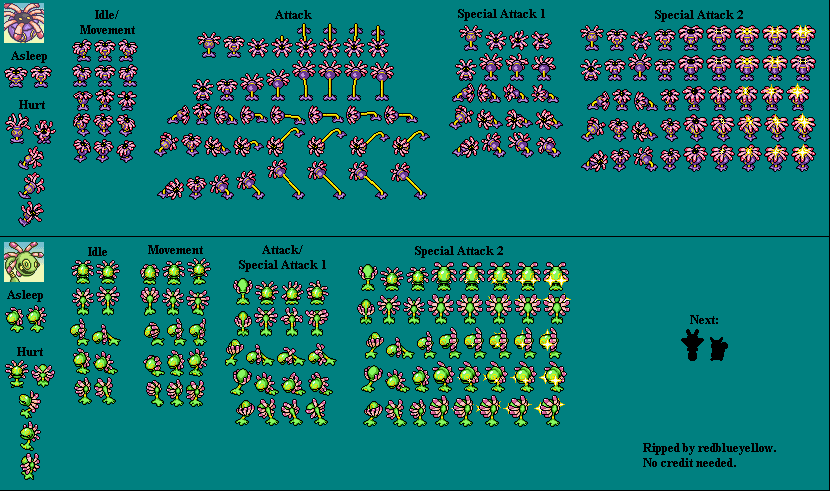 Idle/
Movement
Attack
Special Attack 1
Special Attack 2
Asleep
Hurt
Idle
Movement
Attack/
Special Attack 1
Special Attack 2
Asleep
Hurt
Next:
Ripped by redblueyellow.
No credit needed.